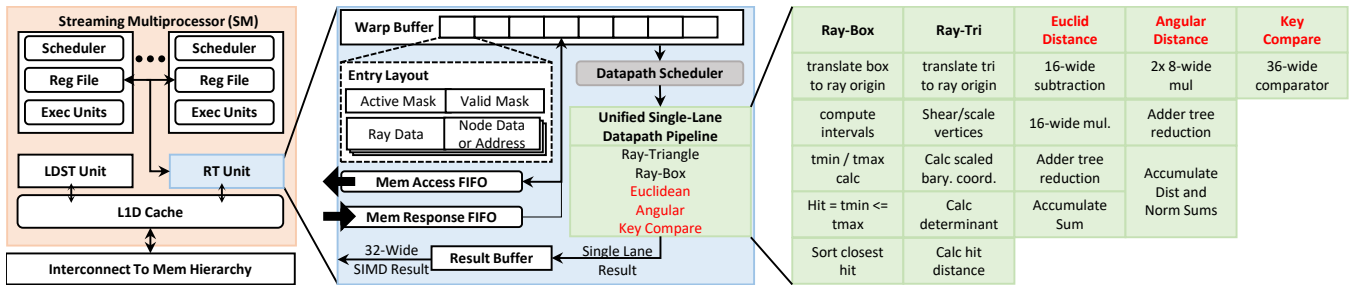 Streaming Multiprocessor (SM)
Scheduler
Reg File
Exec Units
Scheduler
Reg File
Exec Units
LDST Unit
RT Unit
L1D Cache
Interconnect To Mem Hierarchy
Warp Buffer
Entry Layout
Active Mask
Valid Mask
Ray Data
Node Data
or Address
Mem Access FIFO
Mem Response FIFO
32-Wide
SIMD Result
Result Buffer
Single Lane
Result
Datapath Scheduler
Unified Single-Lane
Datapath Pipeline
Ray-Triangle
Ray-Box
Euclidean
Angular
Key Compare
Ray-Box
Ray-Tri
Euclid
Distance
Angular
Distance
Key
Compare
translate box
to ray origin
translate tri
to ray origin
16-wide
subtraction
2x 8-wide
mul
36-wide
comparator
compute
intervals
Shear/scale
vertices
16-wide mul.
Adder tree
reduction
tmin / tmax
calc
Calc scaled
bary. coord.
Adder tree
reduction
Accumulate
Dist and
Norm Sums
Hit = tmin <=
tmax
Calc
determinant
Accumulate
Sum
Sort closest
hit
Calc hit
distance